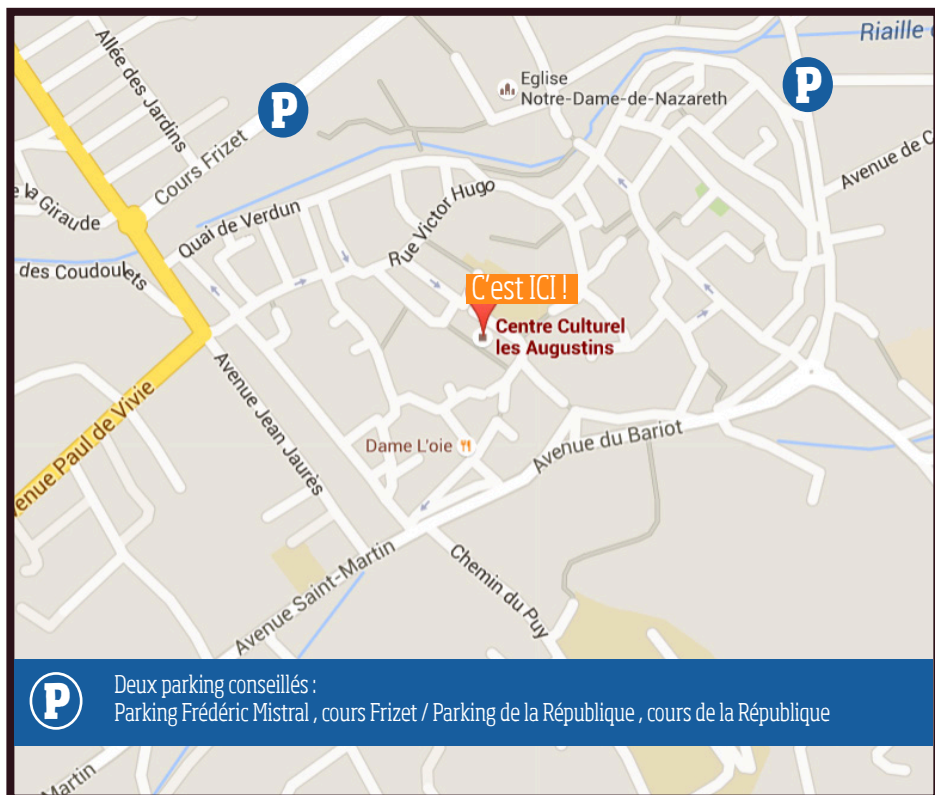 Riaille
Allée des Jardins
P
P
Eglise
Notre-Dame-de-Nazareth
Cours Frizet
Avenue de C
e la Giraude
Quai de Verdun
Rue Victor Hugo
des Coudoulets
C'est ICI !
Centre Culturel
les Augustins
Avenue Jean Jaurès
enue Paul de Vivie
Dame L'oie
Avenue du Bariot
Avenue Saint-Martin
Chemin du Puy
P
Deux parking conseillés :
Parking Frédéric Mistral , cours Frizet / Parking de la République , cours de la République
Martin